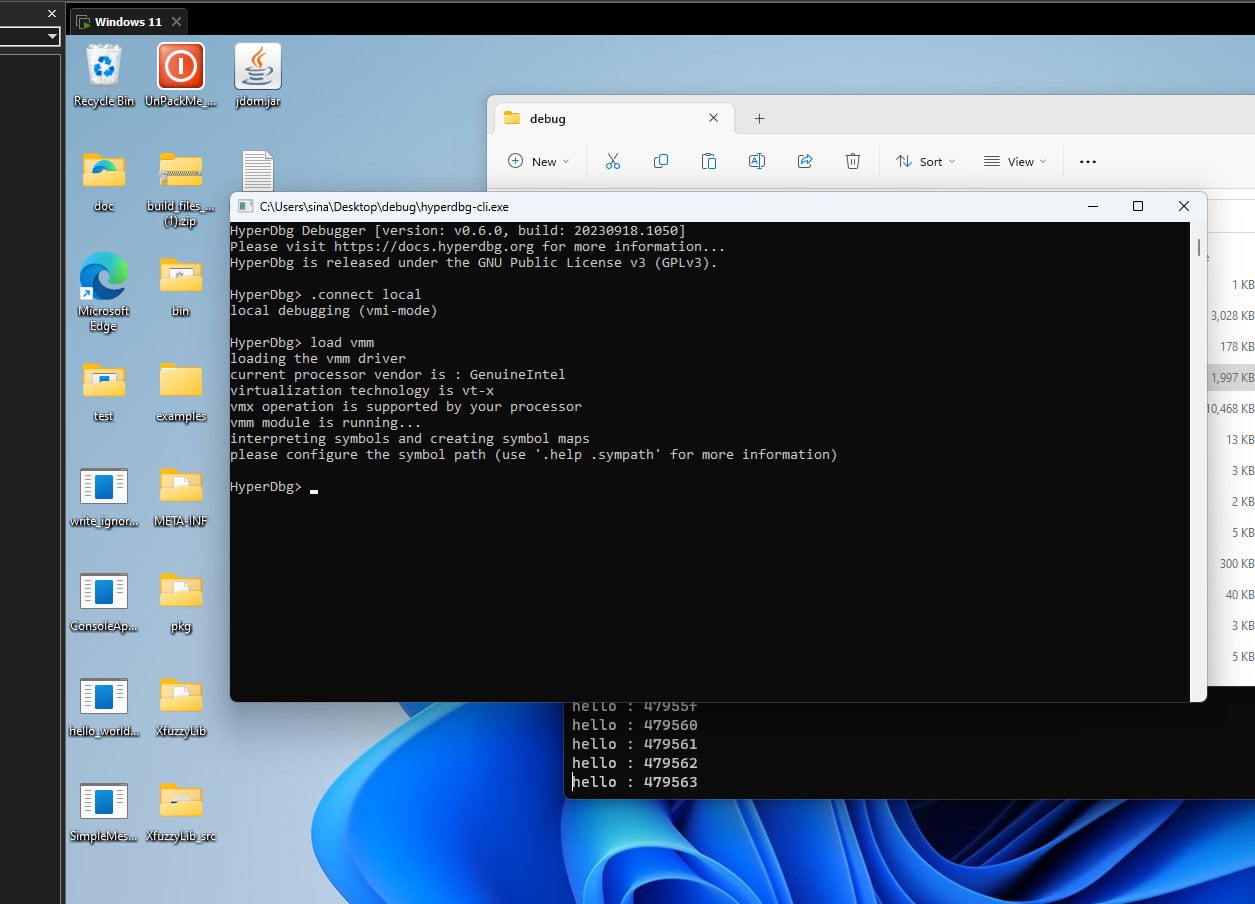 Windows 11
Recycle Bin
UnPackMe_...
jdom.jar
debug
New
Sort
View
doc
build_files_...
(1).zip
C:\Users\sina\Desktop\debug\hyperdbg-cli.exe
HyperDbg Debugger [version: v0.6.0, build: 20230918.1050]
Please visit https://docs.hyperdbg.org for more information...
HyperDbg is released under the GNU Public License v3 (GPLv3).
HyperDbg> .connect local
local debugging (vmi-mode)
HyperDbg> load vmm
loading the vmm driver
current processor vendor is : GenuineIntel
virtualization technology is vt-x
vmx operation is supported by your processor
vmm module is running...
interpreting symbols and creating symbol maps
please configure the symbol path (use '.help .sympath' for more information)
HyperDbg>
Microsoft
Edge
bin
test
examples
write_ignor...
META-INF
ConsoleAp...
pkg
hello_world...
XfuzzyLib
SimpleMes...
XfuzzyLib_src
1 KB
3,028 KB
178 KB
1,997 KB
10,468 KB
13 KB
3 KB
2 KB
5 KB
300 KB
40 KB
3 KB
5 KB
hello : 47955f
hello : 479560
hello : 479561
hello : 479562
hello : 479563